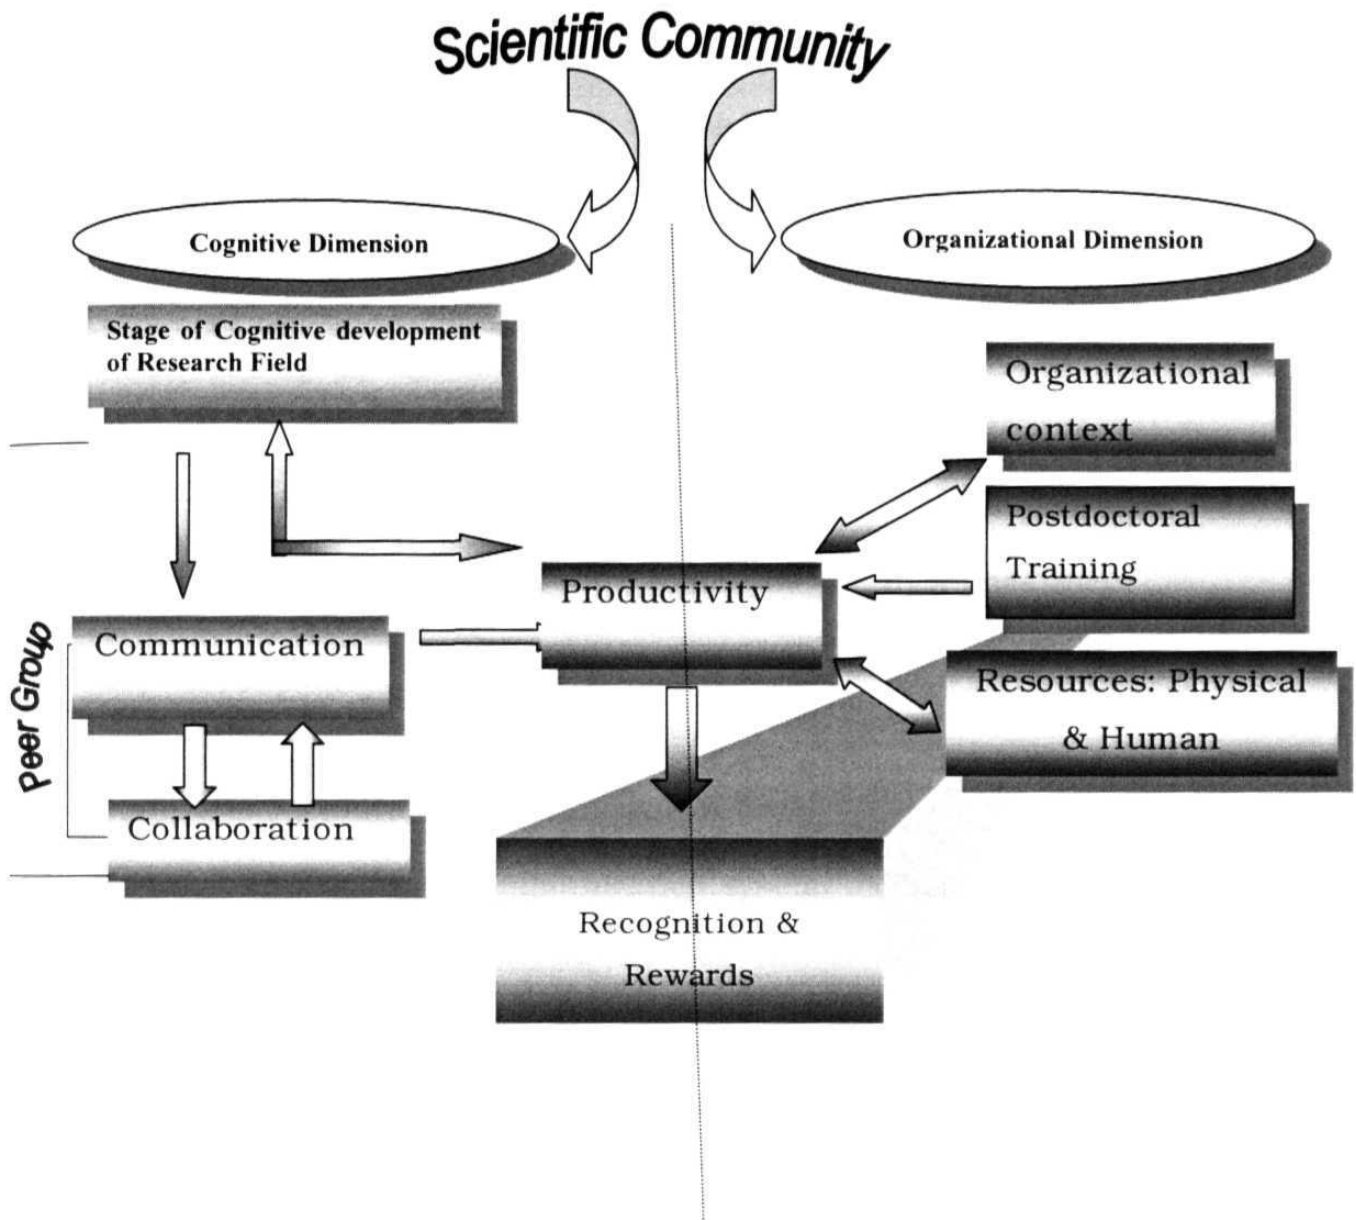 Scientific Community
Cognitive Dimension
Organizational Dimension
Stage of Cognitive development
of Research Field
Organizational
context
Postdoctoral
Training
Productivity
Peer Group
Communication
Resources: Physical
& Human
Collaboration
Recognition &
Rewards